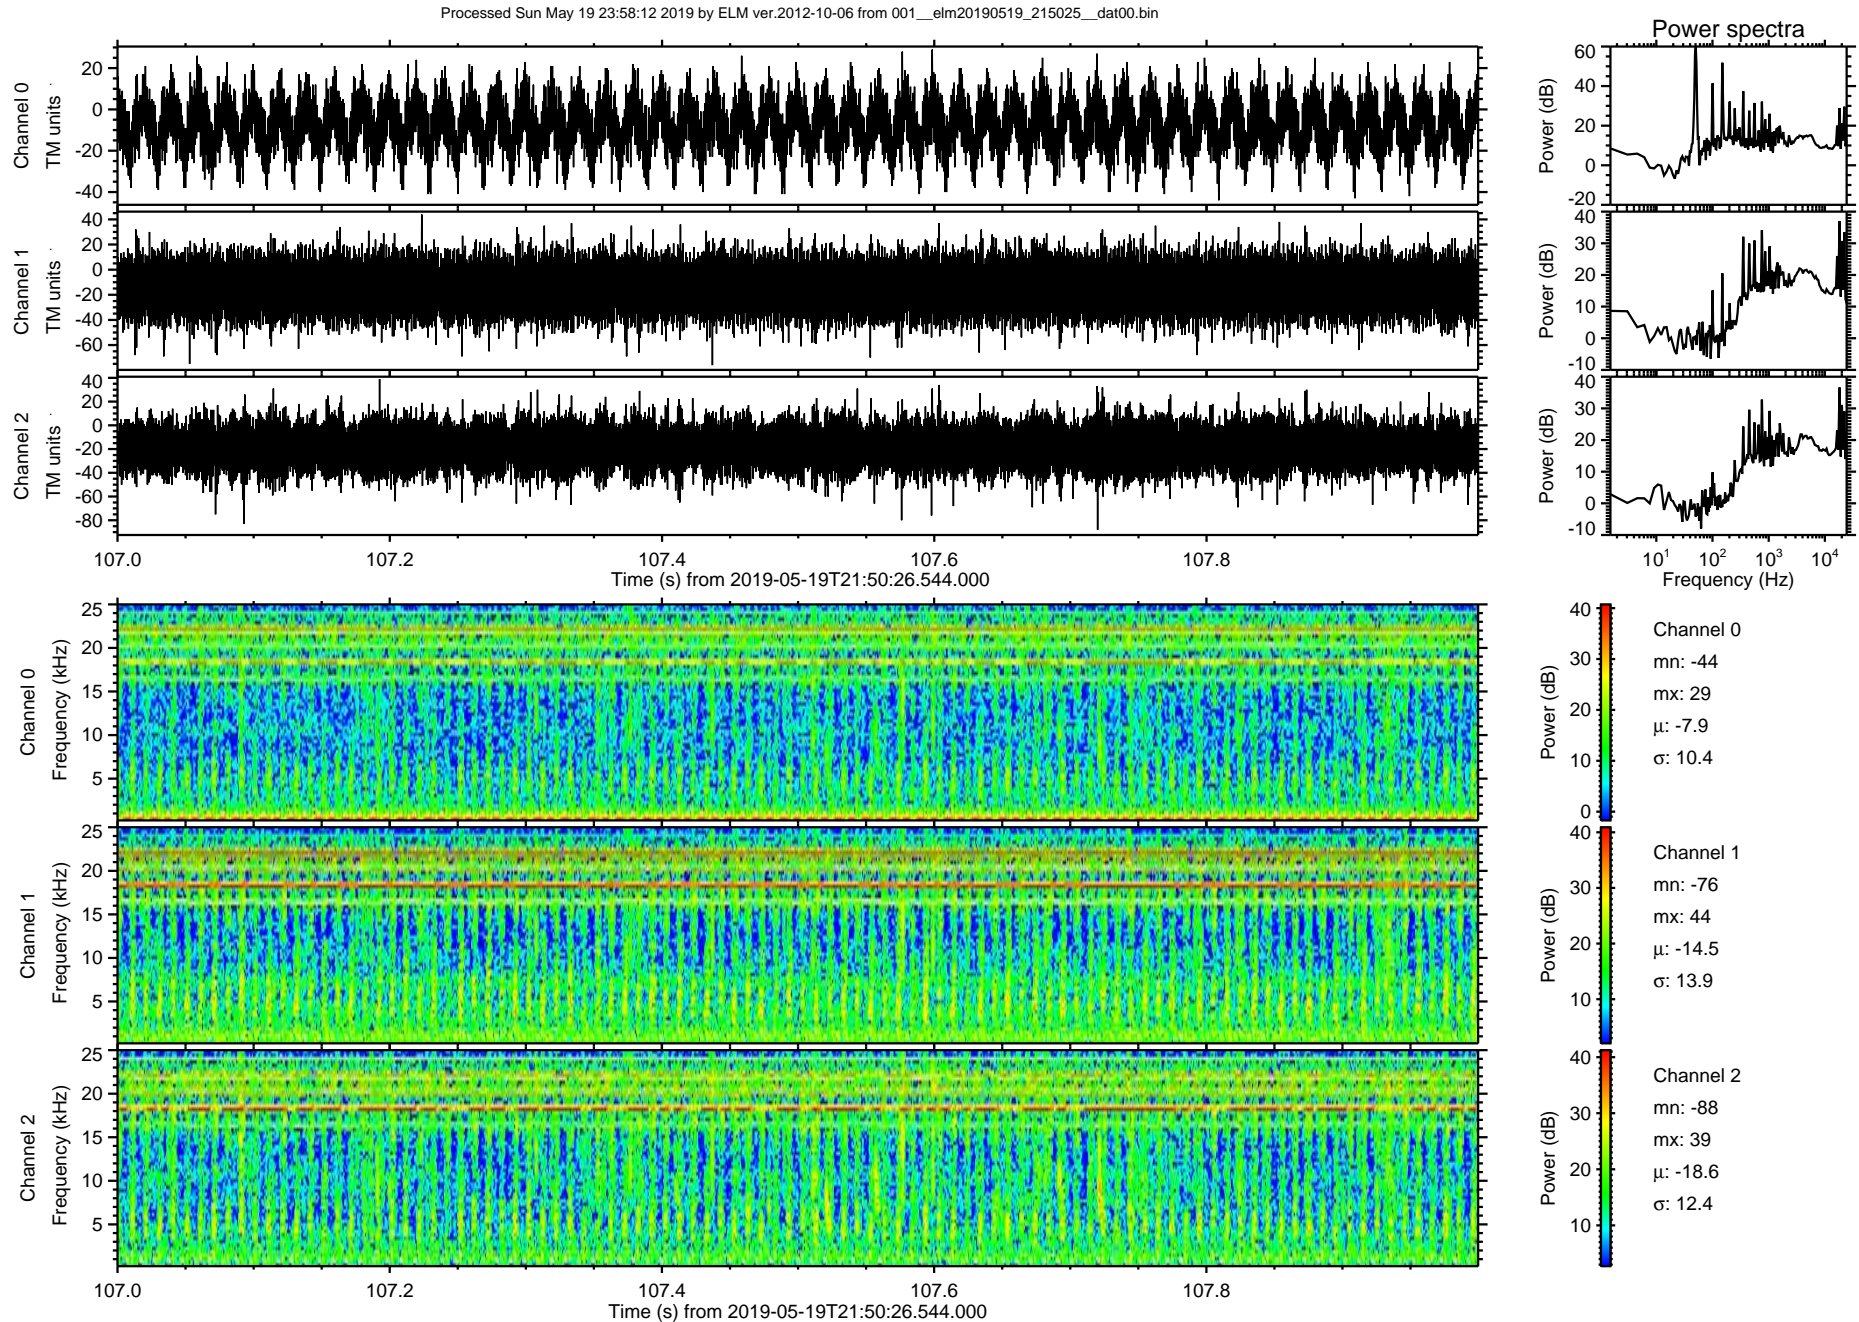 Processed Sun May 19 23:58:12 2019 by ELM ver.2012-10-06 from 001__elm20190519_215025__dat00.bin
Power spectra
Channel 0
TM units
20
0
-20
-40
Power (dB)
60
40
20
0
-20
Channel 1
TM units
40
20
0
-20
-40
-60
Power (dB)
40
30
20
10
0
-10
Channel 2
TM units
40
20
0
-20
-40
-60
-80
Power (dB)
40
30
20
10
0
-10
107.0 107.2 107.4 107.6 107.8
Time (s) from 2019-05-19T21:50:26.544.000
10^1 10^2 10^3 10^4
Frequency (Hz)
Channel 0
Frequency (kHz)
25
20
15
10
5
Power (dB)
40
30
20
10
0
Channel 0
mn: -44
mx: 29
μ: -7.9
σ: 10.4
Channel 1
Frequency (kHz)
25
20
15
10
5
Power (dB)
40
30
20
10
Channel 1
mn: -76
mx: 44
μ: -14.5
σ: 13.9
Channel 2
Frequency (kHz)
25
20
15
10
5
Power (dB)
40
30
20
10
Channel 2
mn: -88
mx: 39
μ: -18.6
σ: 12.4
107.0 107.2 107.4 107.6 107.8
Time (s) from 2019-05-19T21:50:26.544.000